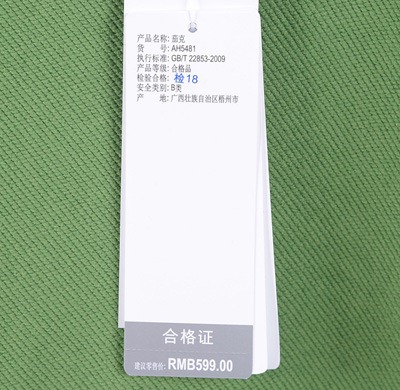 产品名称: 茄克
货 号: AH5481
执行标准: GB/T 22853-2009
产品等级: 合格品
检验合格: 检18
安全类别: B类
产 地: 广西壮族自治区梧州市
合格证
建议零售价: RMB599.00